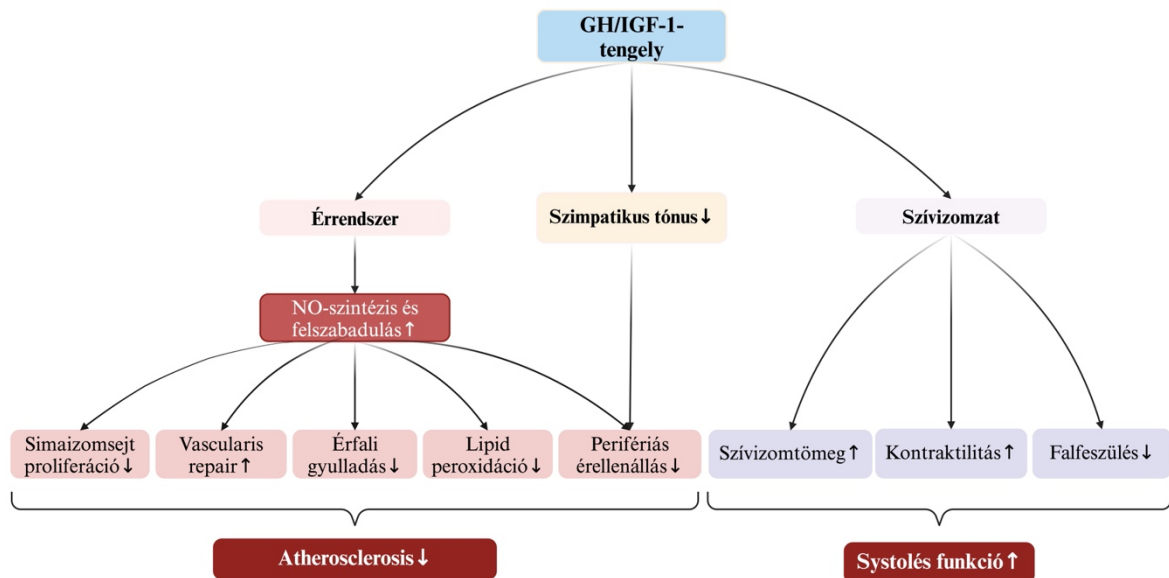 GH/IGF-1-
tengely
Érrendszer
Szimpatikus tónus↓
Szívizomzat
NO-szintézis és
felszabadulás↑
Simaizomsejt
proliferáció↓
Vascularis
repair↑
Érfali
gyulladás↓
Lipid
peroxidáció↓
Perifériás
érellenállás↓
Szívizomtömeg↑
Kontraktilitás↑
Falfeszülés↓
Atherosclerosis↓
Systolés funkció↑